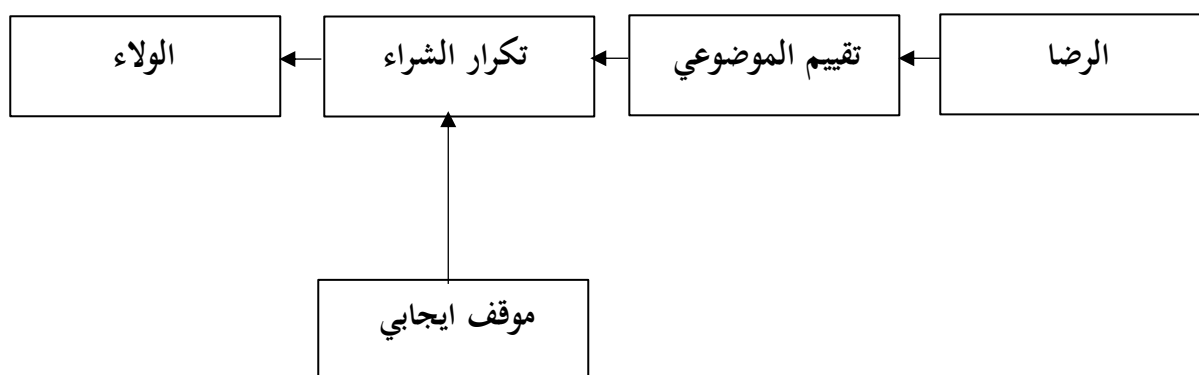 الرضا
تقييم الموضوعي
تكرار الشراء
الولاء
موقف ايجابي